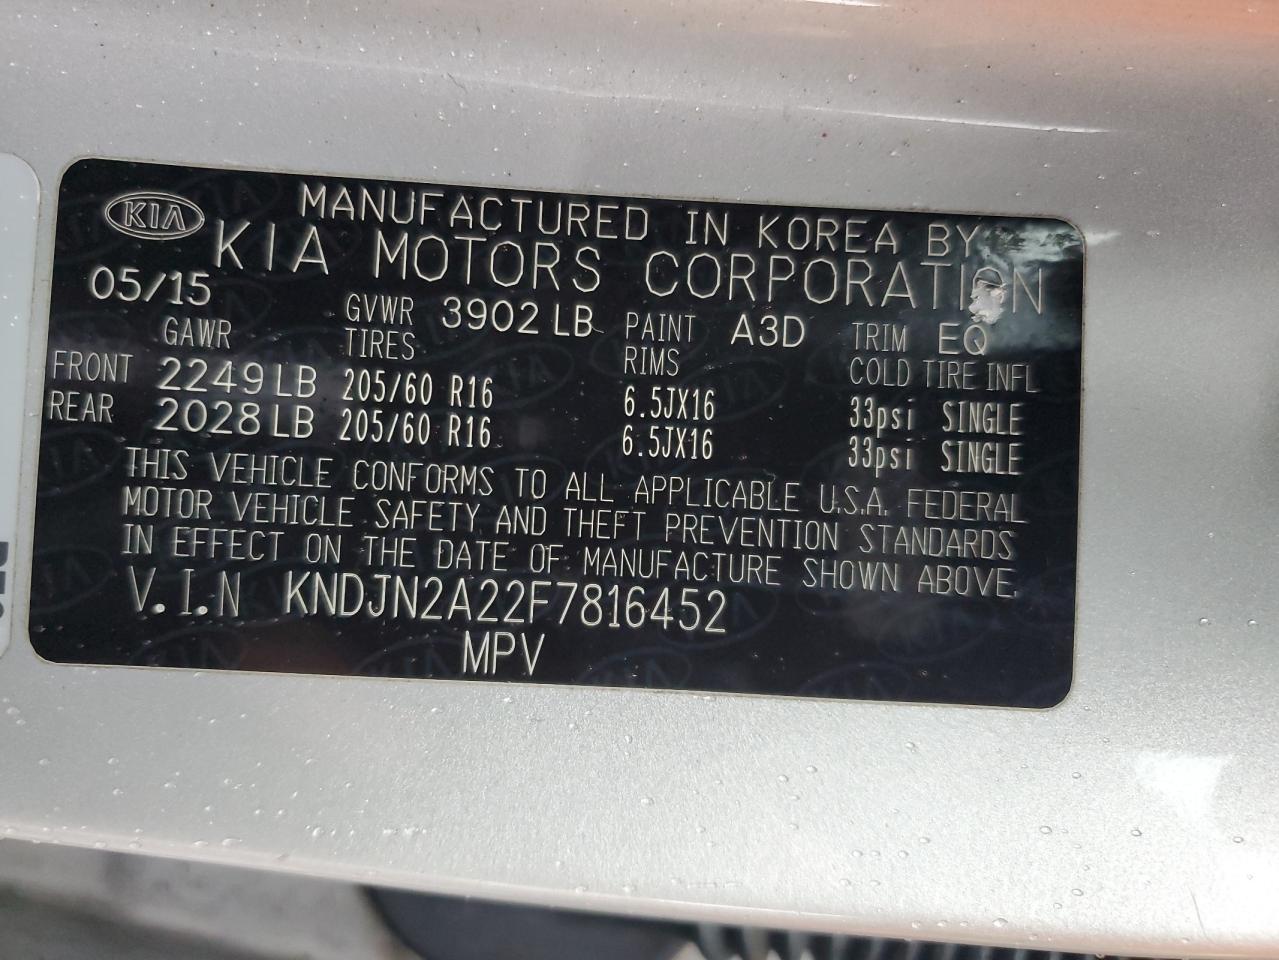 KIA MANUFACTURED IN KOREA BY
KIA MOTORS CORPORATION
05/15 GVWR 3902 LB PAINT A3D TRIM EQ
GAWR TIRES RIMS COLD TIRE INFL
FRONT 2249 LB 205/60 R16 6.5JX16 33psi SINGLE
REAR 2028 LB 205/60 R16 6.5JX16 33psi SINGLE
THIS VEHICLE CONFORMS TO ALL APPLICABLE U.S.A. FEDERAL
MOTOR VEHICLE SAFETY AND THEFT PREVENTION STANDARDS
IN EFFECT ON THE DATE OF MANUFACTURE SHOWN ABOVE.
V.I.N KNDJN2A22F7816452
MPV